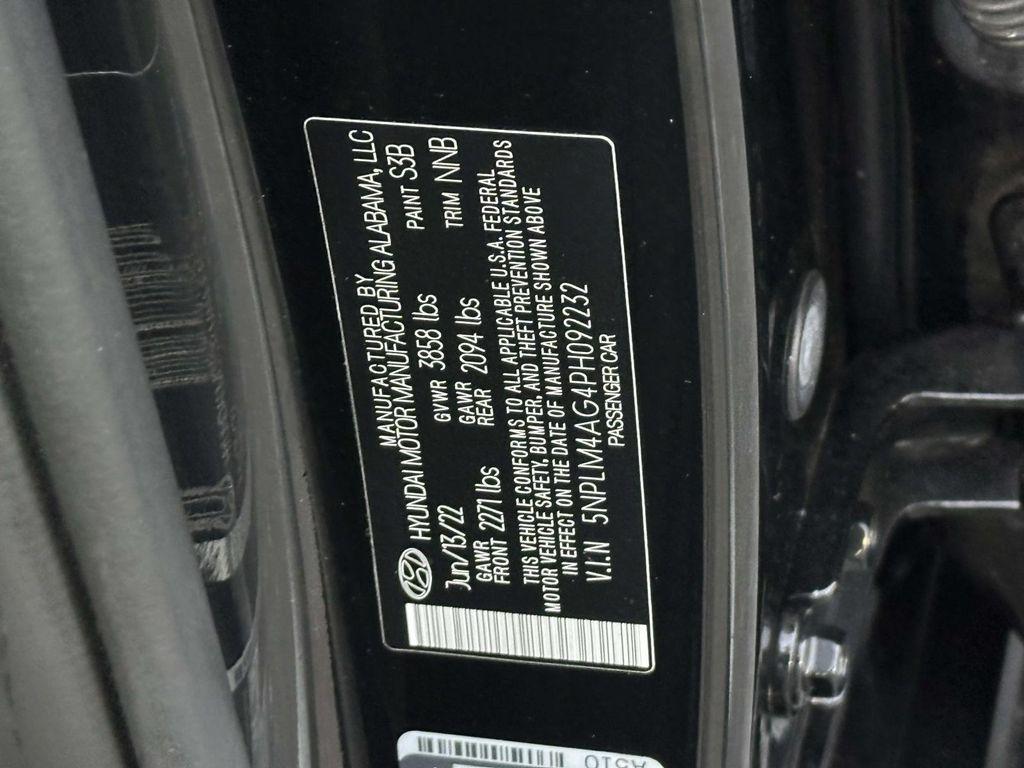 MANUFACTURED BY
HYUNDAI MOTOR MANUFACTURING ALABAMA, LLC
Jun/13/22 GVWR 3858 lbs PAINT S3B
GAWR FRONT 2271 lbs GAWR REAR 2094 lbs TRIM NNB
THIS VEHICLE CONFORMS TO ALL APPLICABLE U.S.A. FEDERAL
MOTOR VEHICLE SAFETY, BUMPER, AND THEFT PREVENTION STANDARDS
IN EFFECT ON THE DATE OF MANUFACTURE SHOWN ABOVE
V.I.N 5NPLM4AG4PH092232
PASSENGER CAR
A510